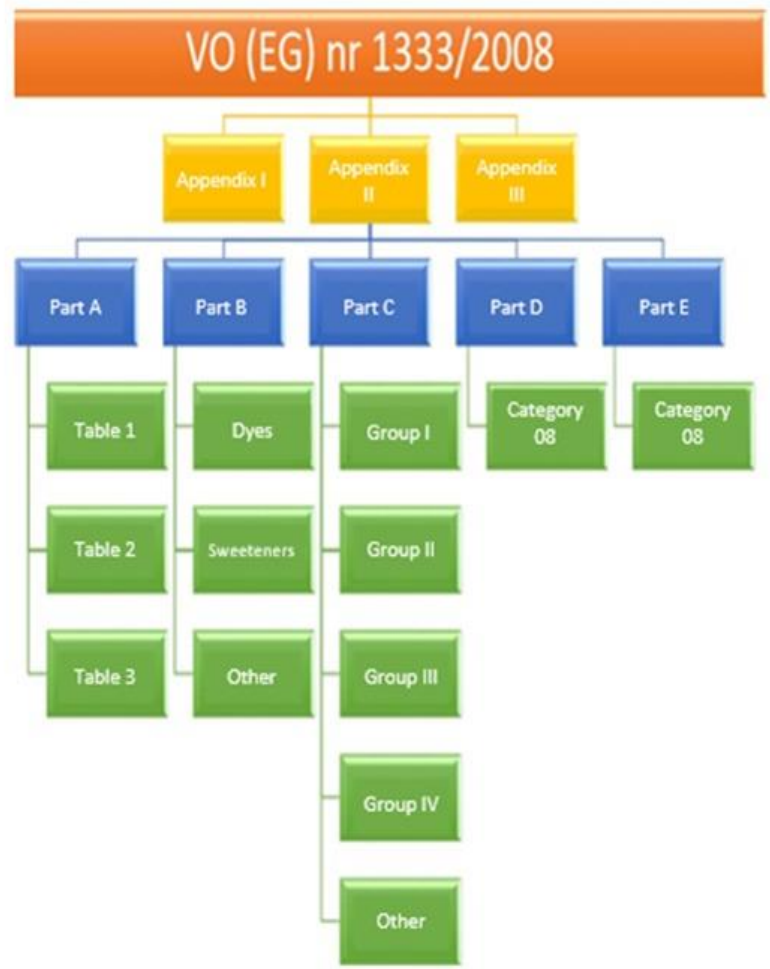 VO (EG) nr 1333/2008
Appendix I
Appendix
II
Appendix
III
Part A
Part B
Part C
Part D
Part E
Table 1
Dyes
Group I
Category
08
Category
08
Table 2
Sweeteners
Group II
Table 3
Other
Group III
Group IV
Other